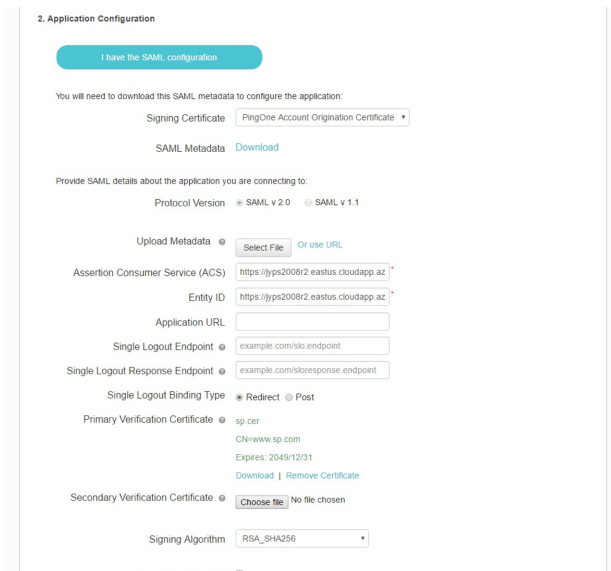 2. Application Configuration
I have the SAML configuration
You will need to download this SAML metadata to configure the application:
Signing Certificate PingOne Account Origination Certificate
SAML Metadata Download
Provide SAML details about the application you are connecting to:
Protocol Version SAML v 2.0 SAML v 1.1
Upload Metadata Select File Or use URL
Assertion Consumer Service (ACS) https://jyps2008r2.eastus.cloudapp.az *
Entity ID https://jyps2008r2.eastus.cloudapp.az *
Application URL
Single Logout Endpoint example.com/slo.endpoint
Single Logout Response Endpoint example.com/sloresponse.endpoint
Single Logout Binding Type Redirect Post
Primary Verification Certificate sp.cer
CN=www.sp.com
Expires: 2049/12/31
Download | Remove Certificate
Secondary Verification Certificate Choose file No file chosen
Signing Algorithm RSA_SHA256